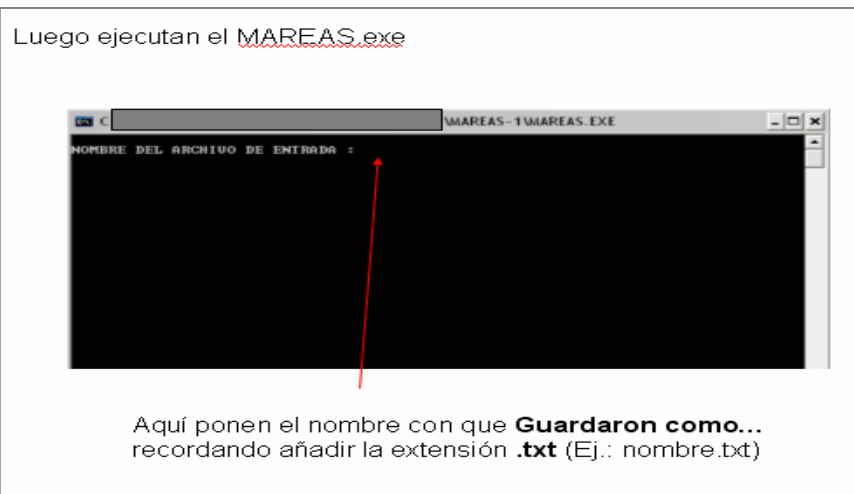 Luego ejecutan el MAREAS.exe
C \MAREAS-1\MAREAS.EXE
NOMBRE DEL ARCHIVO DE ENTRADA :
Aquí ponen el nombre con que Guardaron como...
recordando añadir la extensión .txt (Ej.: nombre.txt)